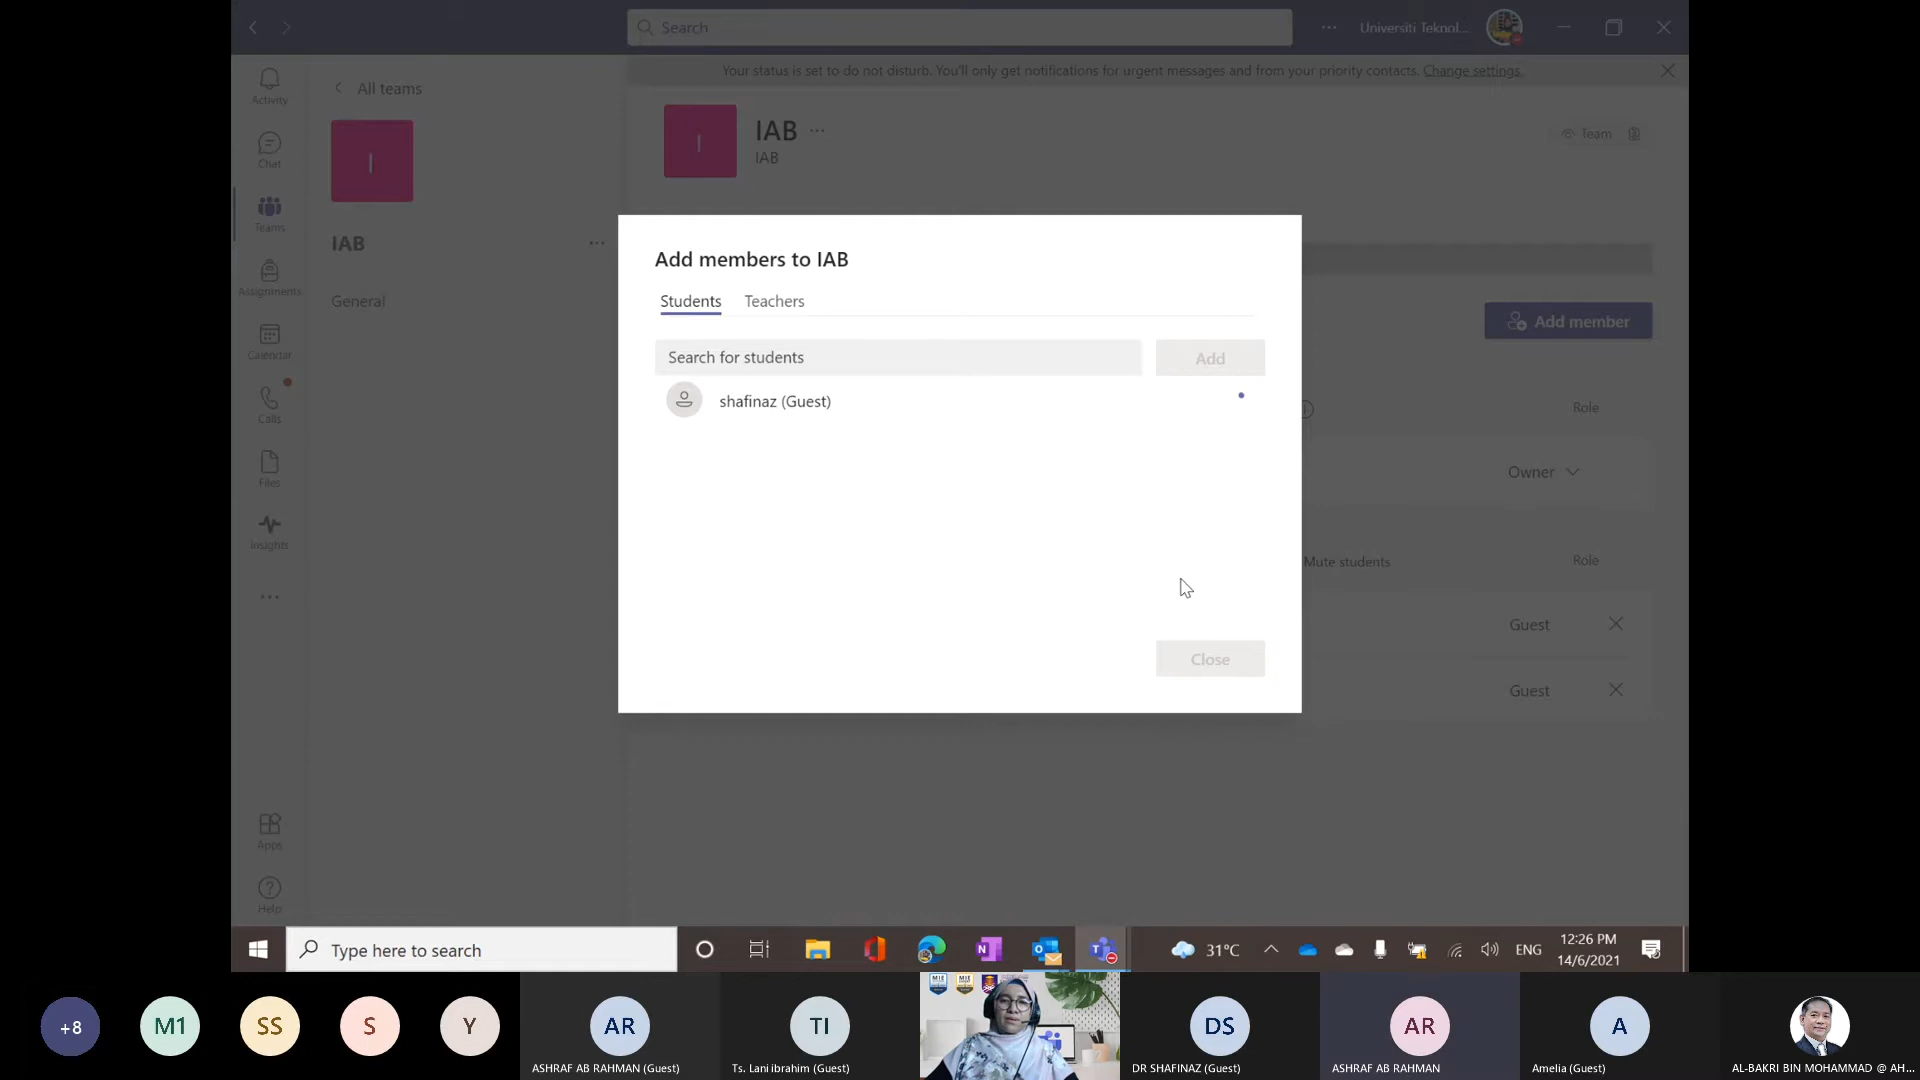 Search
Universiti Teknol...
Your status is set to do not disturb. You'll only get notifications for urgent messages and from your priority contacts. Change settings.
Activity
Chat
Teams
Assignments
Calendar
Calls
Files
Insights
Apps
Help
All teams
I
IAB
General
I
IAB
IAB
Team
Add member
Role
Owner
Mute students
Role
Guest
Guest
Add members to IAB
Students
Teachers
Search for students
Add
shafinaz (Guest)
Close
Type here to search
31°C
ENG
12:26 PM
14/6/2021
+8
M1
SS
S
Y
AR
ASHRAF AB RAHMAN (Guest)
TI
Ts. Lani ibrahim (Guest)
MIE
MIE
DS
DR SHAFINAZ (Guest)
AR
ASHRAF AB RAHMAN
A
Amelia (Guest)
AL-BAKRI BIN MOHAMMAD @ AH...